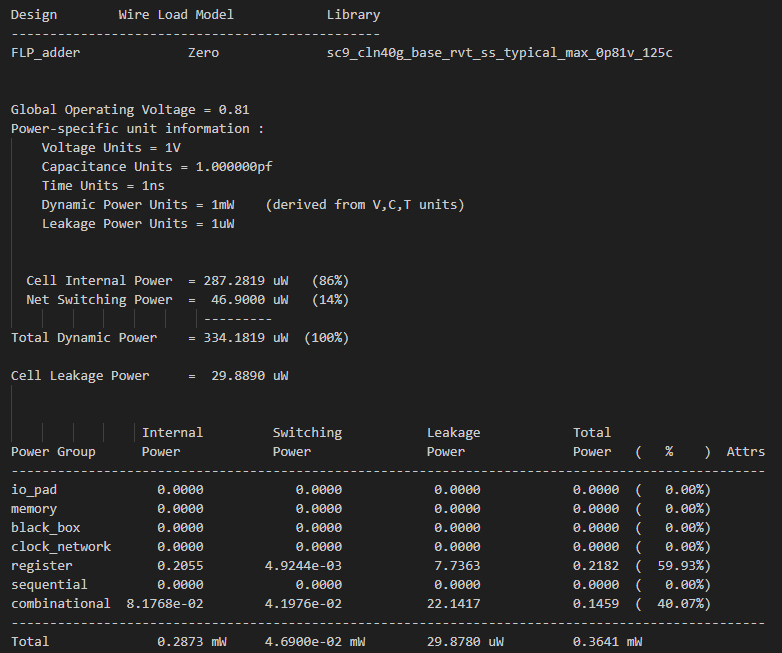 Design        Wire Load Model            Library
------------------------------------------------
FLP_adder              Zero              sc9_cln40g_base_rvt_ss_typical_max_0p81v_125c
Global Operating Voltage = 0.81
Power-specific unit information :
    Voltage Units = 1V
    Capacitance Units = 1.000000pf
    Time Units = 1ns
    Dynamic Power Units = 1mW    (derived from V,C,T units)
    Leakage Power Units = 1uW
  Cell Internal Power  = 287.2819 uW   (86%)
  Net Switching Power  =  46.9000 uW   (14%)
                         ---------
Total Dynamic Power    = 334.1819 uW  (100%)
Cell Leakage Power     =  29.8890 uW
                 Internal         Switching           Leakage            Total
Power Group      Power            Power               Power              Power   (   %    )  Attrs
--------------------------------------------------------------------------------------------------
io_pad             0.0000            0.0000            0.0000            0.0000  (   0.00%)
memory             0.0000            0.0000            0.0000            0.0000  (   0.00%)
black_box          0.0000            0.0000            0.0000            0.0000  (   0.00%)
clock_network      0.0000            0.0000            0.0000            0.0000  (   0.00%)
register           0.2055        4.9244e-03            7.7363            0.2182  (  59.93%)
sequential         0.0000            0.0000            0.0000            0.0000  (   0.00%)
combinational  8.1768e-02        4.1976e-02           22.1417            0.1459  (  40.07%)
--------------------------------------------------------------------------------------------------
Total              0.2873 mW     4.6900e-02 mW        29.8780 uW         0.3641 mW